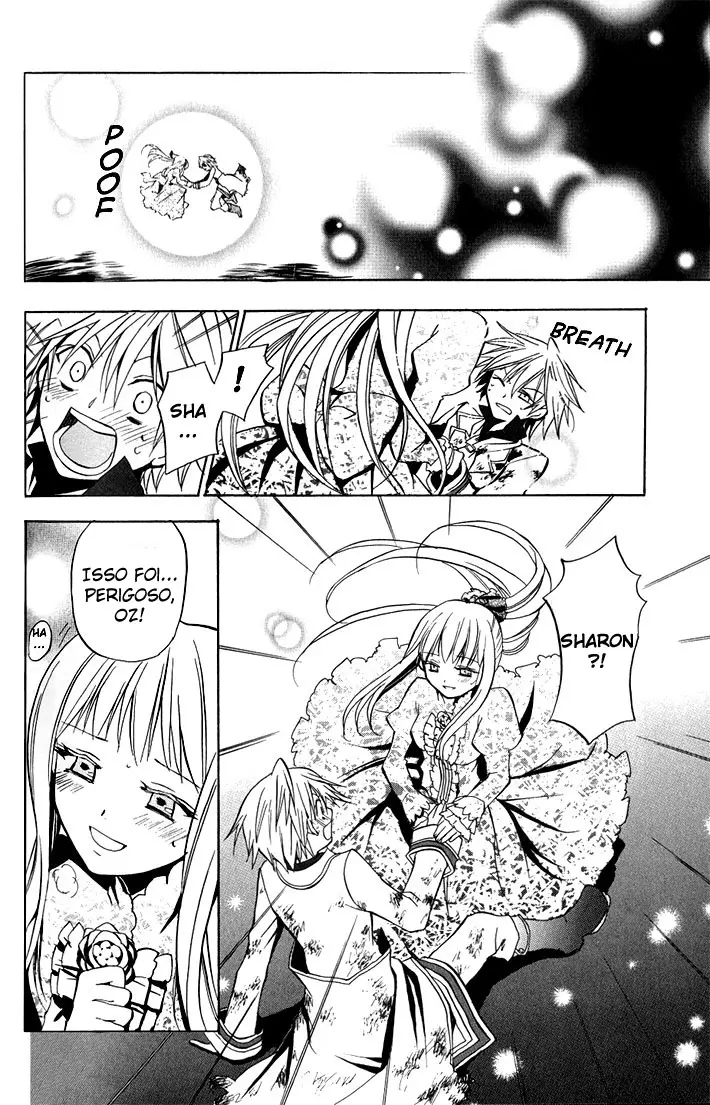 POOF
BREATH
!
SHA
...
SHARON
?!
ISSO FOI...
PERIGOSO,
OZ!
HA
...